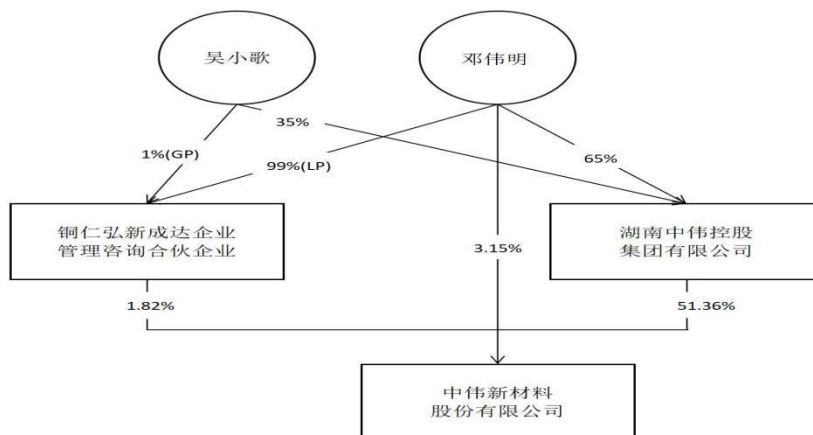 吴小歌
邓伟明
35%
1%(GP)
99%(LP)
65%
铜仁弘新成达企业
管理咨询合伙企业
湖南中伟控股
集团有限公司
3.15%
1.82%
51.36%
中伟新材料
股份有限公司